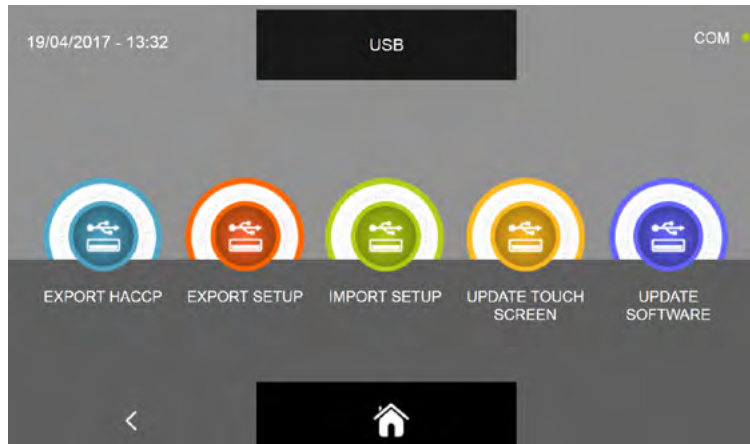 19/04/2017 - 13:32
USB
COM
EXPORT HACCP
EXPORT SETUP
IMPORT SETUP
UPDATE TOUCH
SCREEN
UPDATE
SOFTWARE